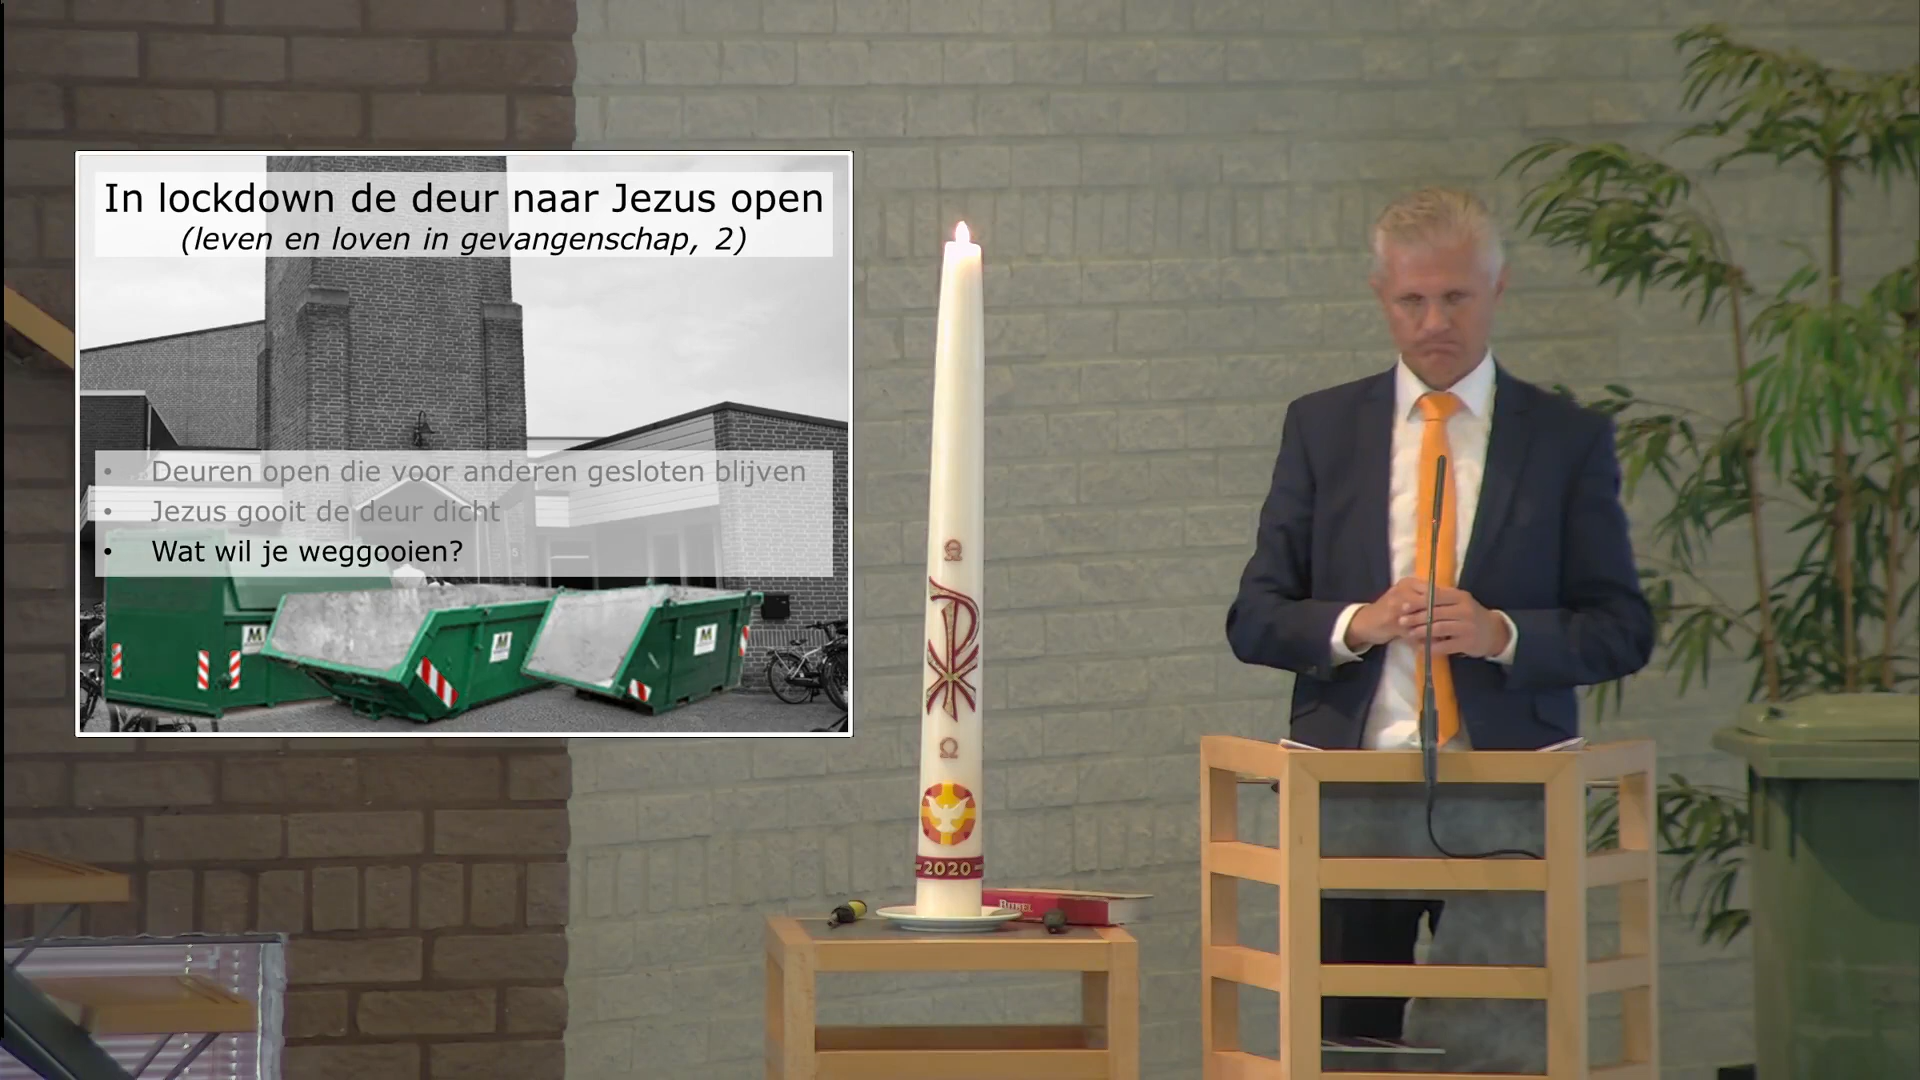 In lockdown de deur naar Jezus open
(leven en loven in gevangenschap, 2)
• Deuren open die voor anderen gesloten blijven
• Jezus gooit de deur dicht
• Wat wil je weggooien?
M
M
M
Α
Ω
2020
BIJBEL